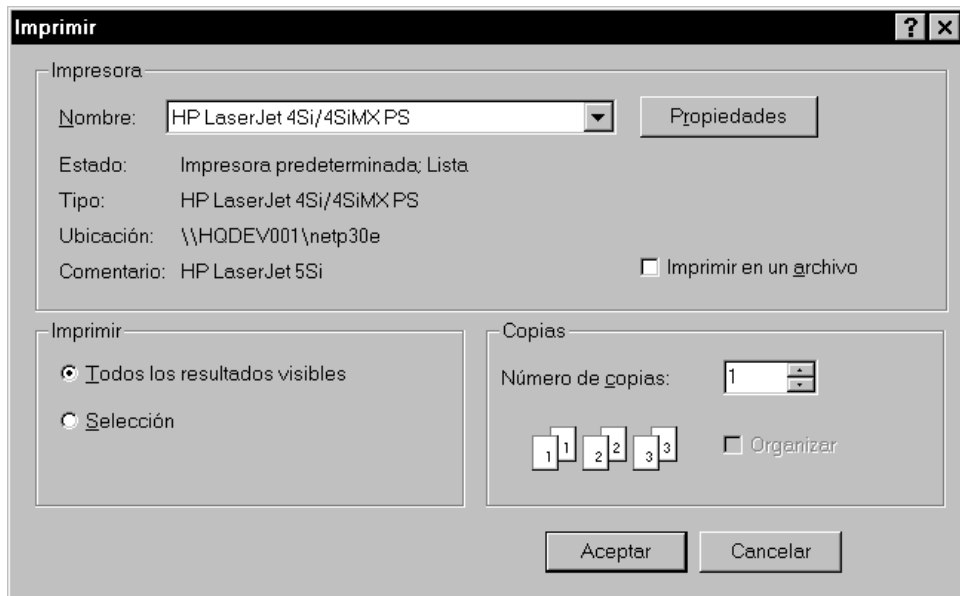 Imprimir
Impresora
Nombre: HP LaserJet 4Si/4SiMX PS Propiedades
Estado: Impresora predeterminada; Lista
Tipo: HP LaserJet 4Si/4SiMX PS
Ubicación: \\HQDEV001\netp30e
Comentario: HP LaserJet 5Si Imprimir en un archivo
Imprimir Copias
Todos los resultados visibles Número de copias: 1
Selección
1 1 2 2 3 3 Organizar
Aceptar Cancelar